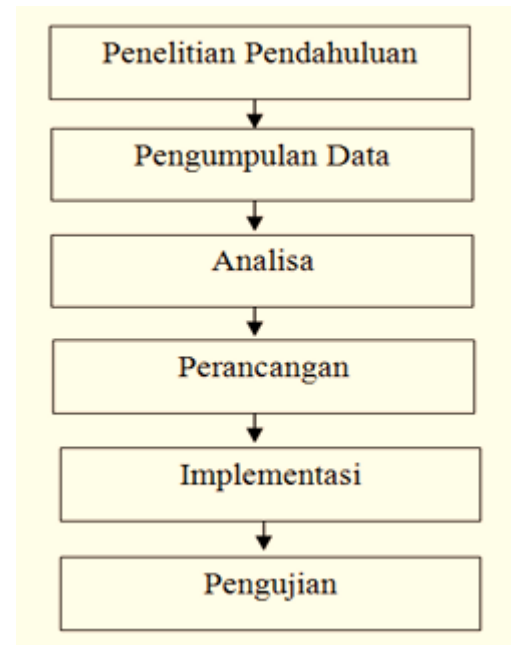 Penelitian Pendahuluan
Pengumpulan Data
Analisa
Perancangan
Implementasi
Pengujian